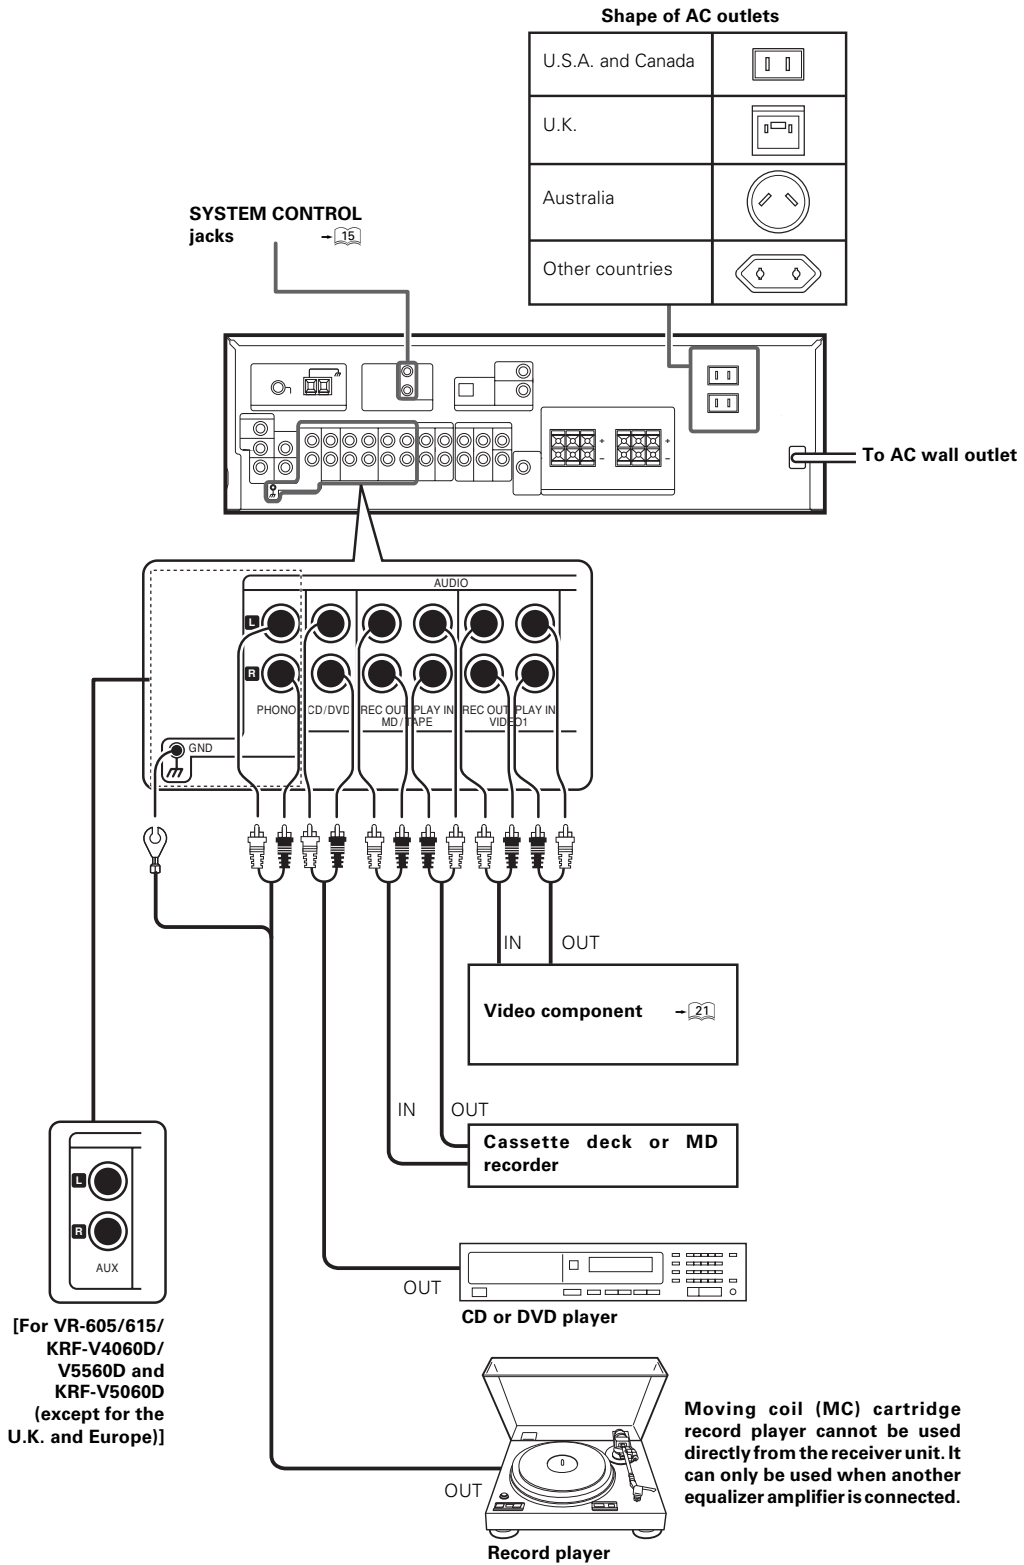 Shape of AC outlets
U.S.A. and Canada
U.K.
Australia
Other countries
SYSTEM CONTROL
jacks
15
To AC wall outlet
AUDIO
L
R
PHONO
CD/DVD
REC OUT
PLAY IN
REC OUT
PLAY IN
MD/TAPE
VIDEO1
GND
+
+
–
–
IN
OUT
Video component
21
IN
OUT
Cassette deck or MD
recorder
L
R
AUX
OUT
CD or DVD player
[For VR-605/615/
KRF-V4060D/
V5560D and
KRF-V5060D
(except for the
U.K. and Europe)]
OUT
Record player
Moving coil (MC) cartridge
record player cannot be used
directly from the receiver unit. It
can only be used when another
equalizer amplifier is connected.